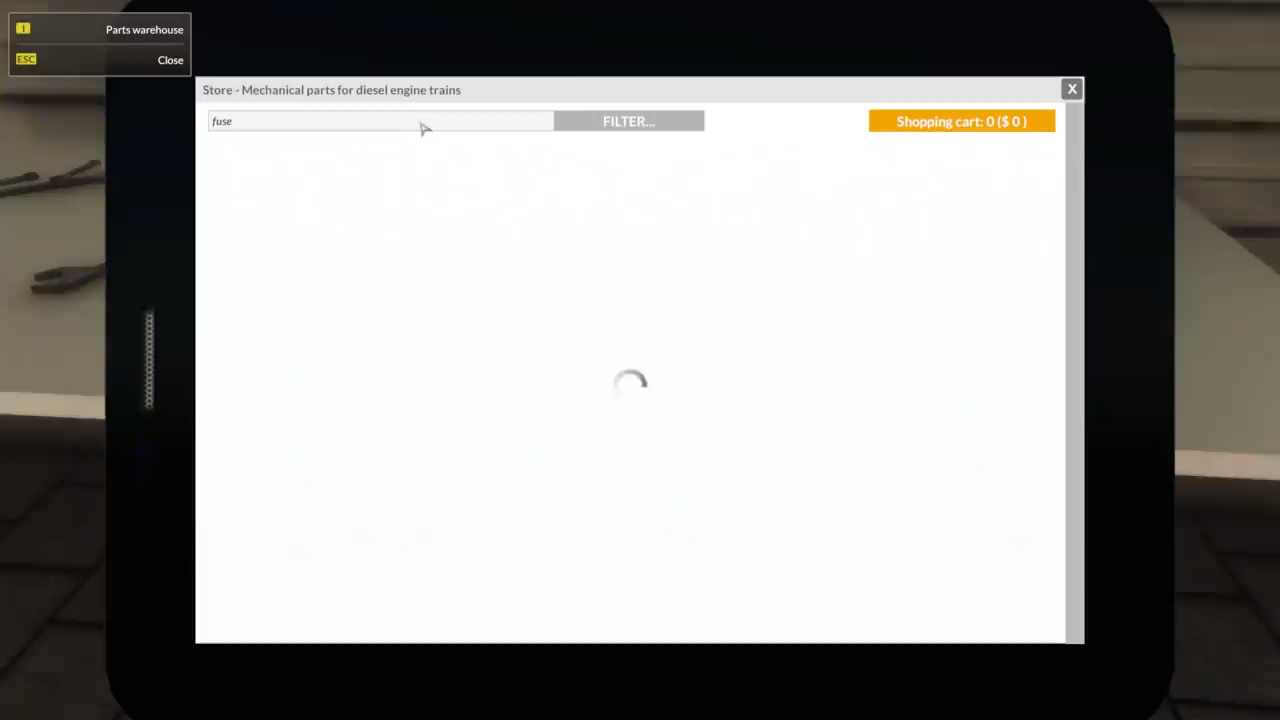 I Parts warehouse
ESC Close
Store - Mechanical parts for diesel engine trains X
fuse FILTER... Shopping cart: 0 ($ 0 )